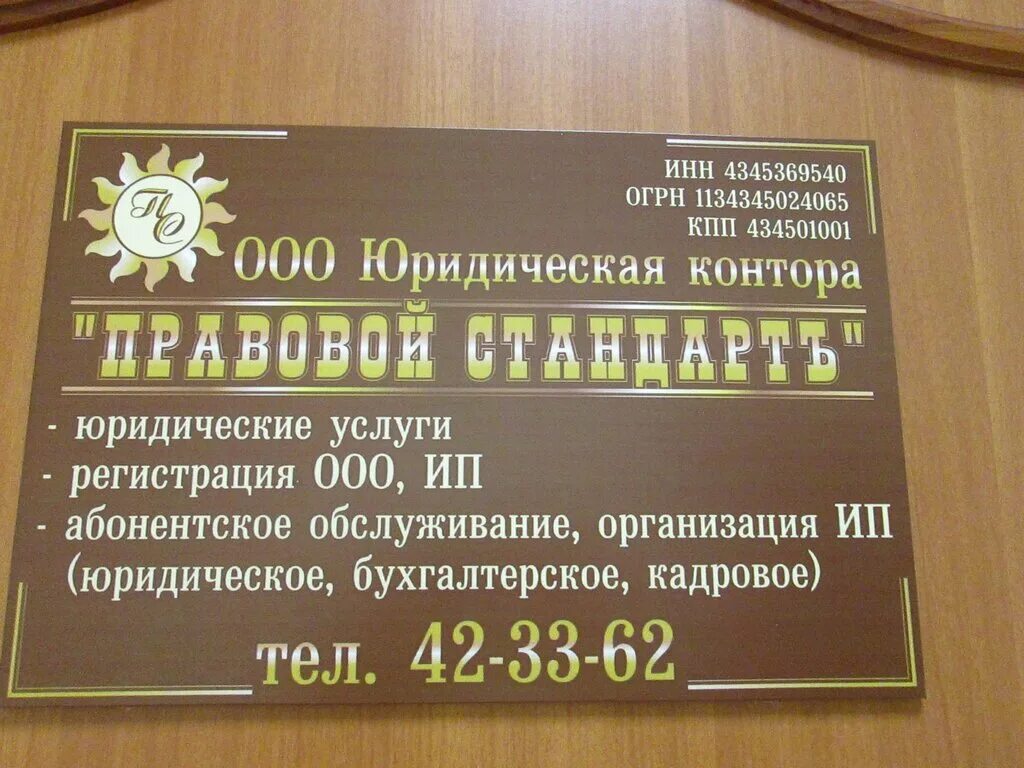 ПС
ИНН 4345369540
ОГРН 1134345024065
КПП 434501001
ООО Юридическая контора
"ПРАВОВОЙ СТАНДАРТЪ"
- юридические услуги
- регистрация ООО, ИП
- абонентское обслуживание, организация ИП
(юридическое, бухгалтерское, кадровое)
тел. 42-33-62